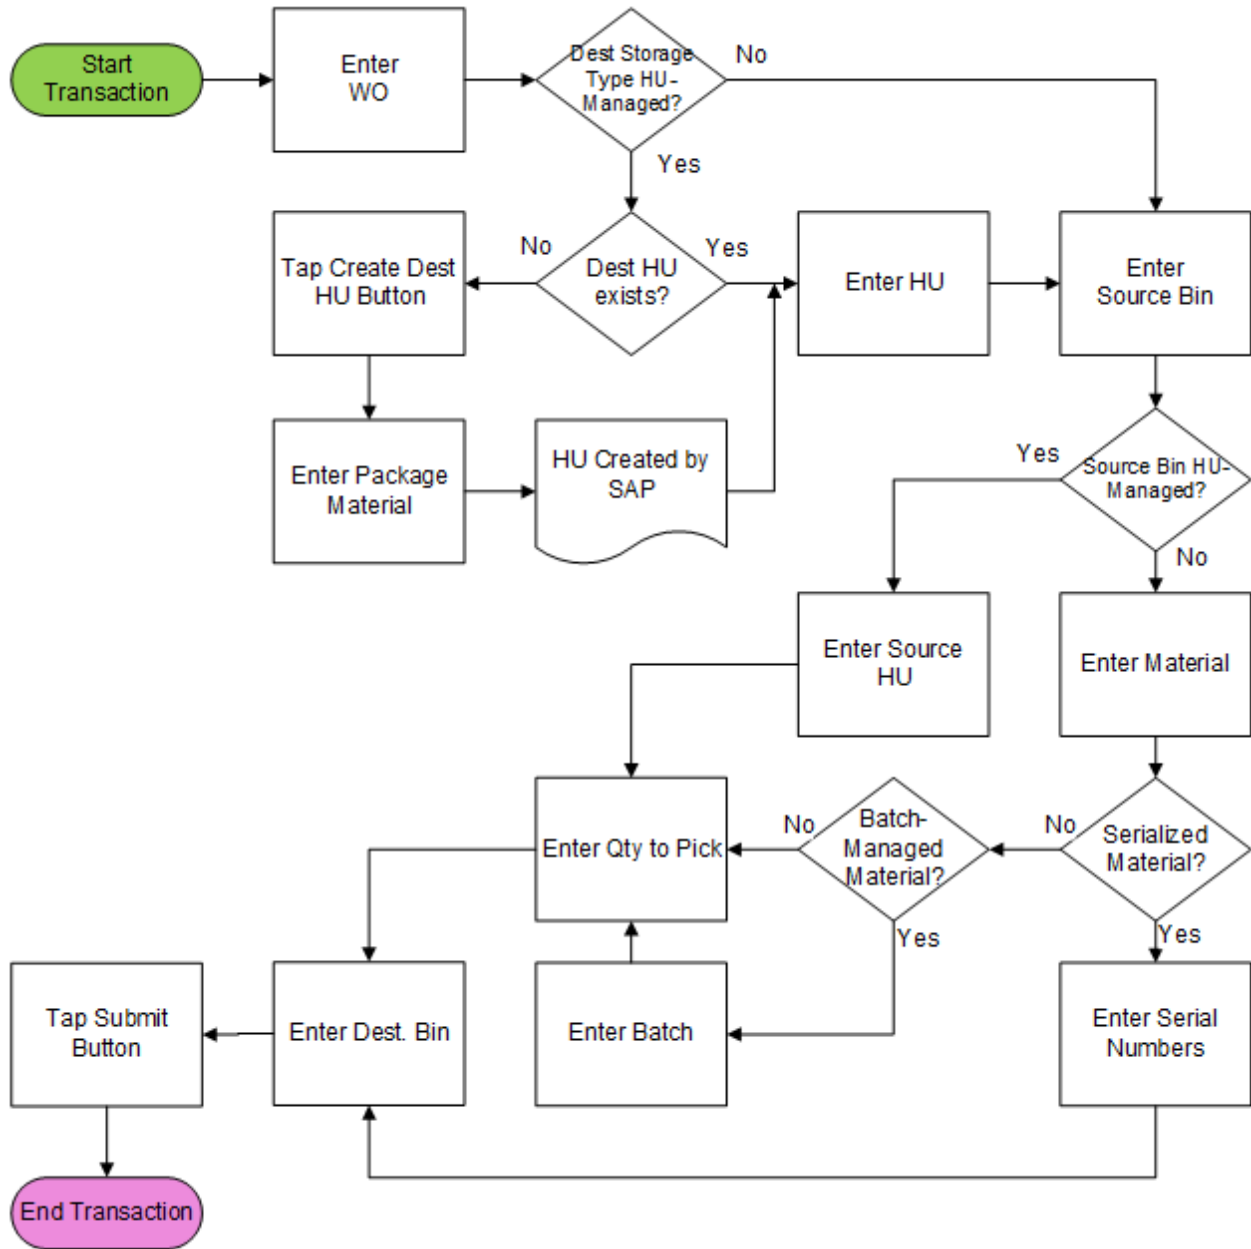 Start
Transaction
Enter
WO
Dest Storage
Type HU-
Managed?
No
Yes
Tap Create Dest
HU Button
No
Dest HU
exists?
Yes
Enter HU
Enter
Source Bin
Enter Package
Material
HU Created by
SAP
Yes
Source Bin HU-
Managed?
No
Enter Source
HU
Enter Material
Enter Qty to Pick
No
Batch-
Managed
Material?
No
Serialized
Material?
Yes
Yes
Tap Submit
Button
Enter Dest. Bin
Enter Batch
Enter Serial
Numbers
End Transaction